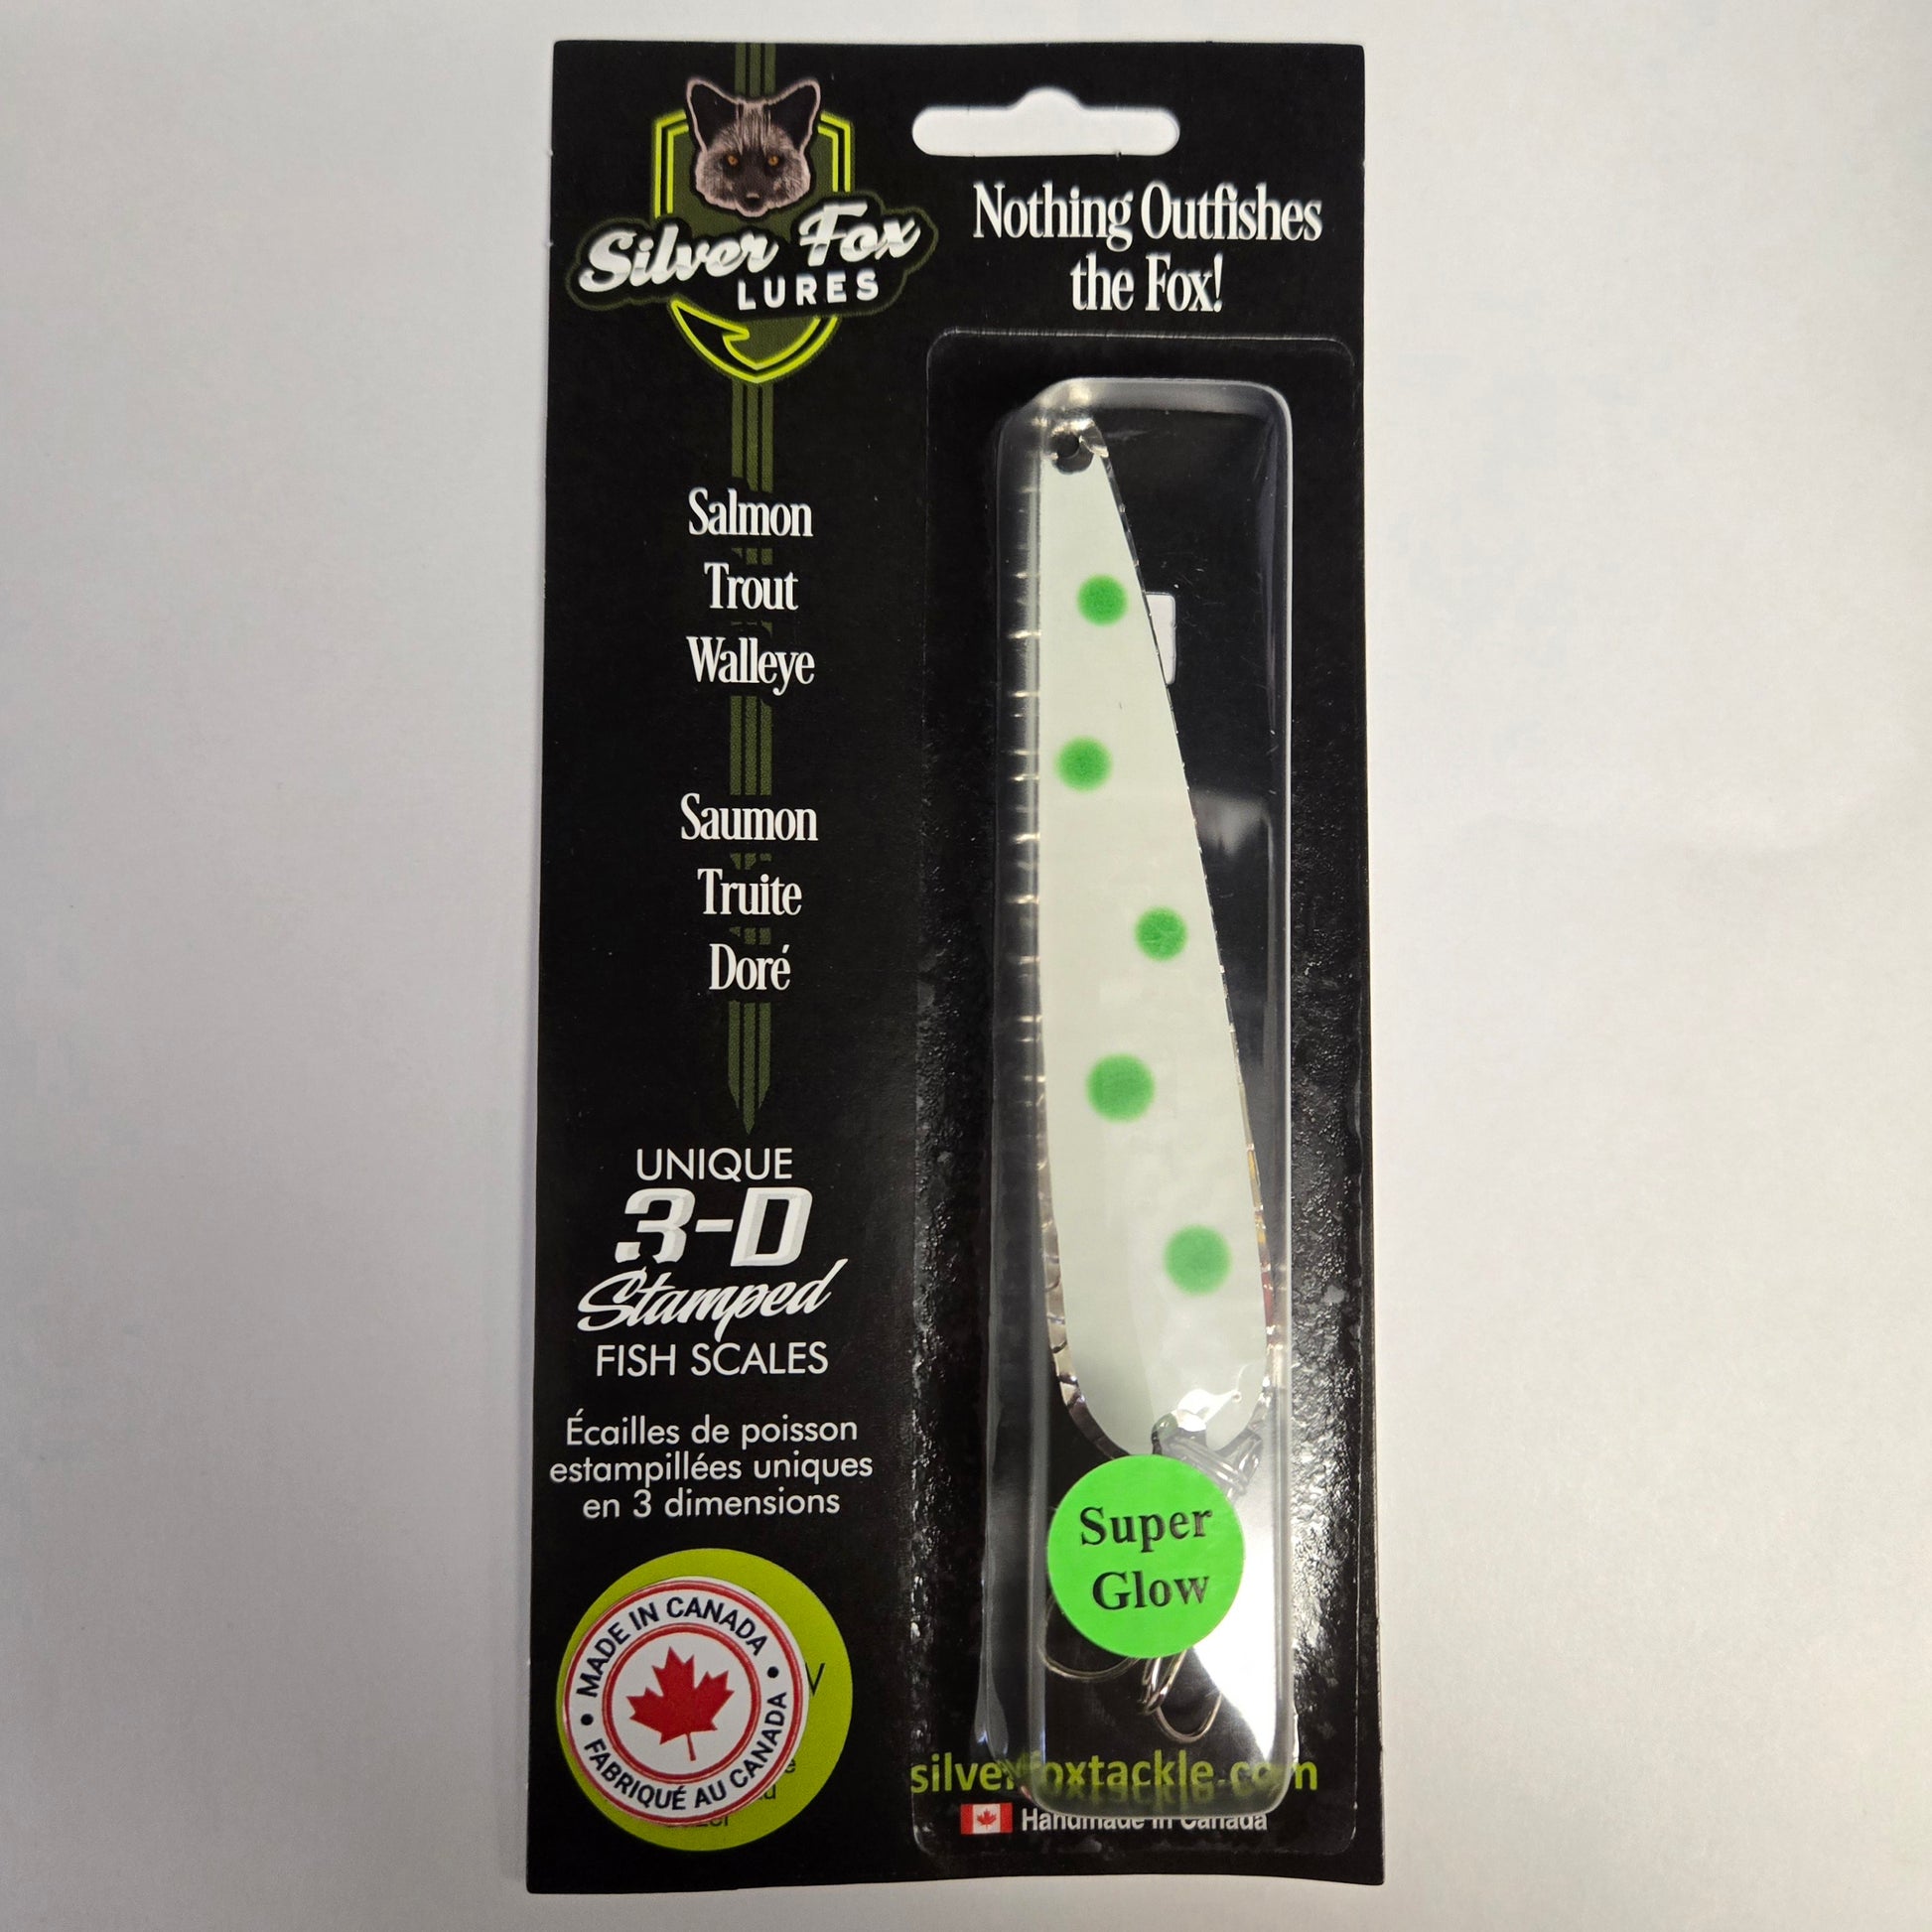 Silver Fox
LURES
Nothing Outfishes
the Fox!
Salmon
Trout
Walleye
Saumon
Truite
Doré
UNIQUE
3-D
Stamped
FISH SCALES
Écailles de poisson
estampillées uniques
en 3 dimensions
Super
Glow
MADE IN CANADA
FABRIQUÉ AU CANADA
silverfoxtackle.com
Handmade in Canada